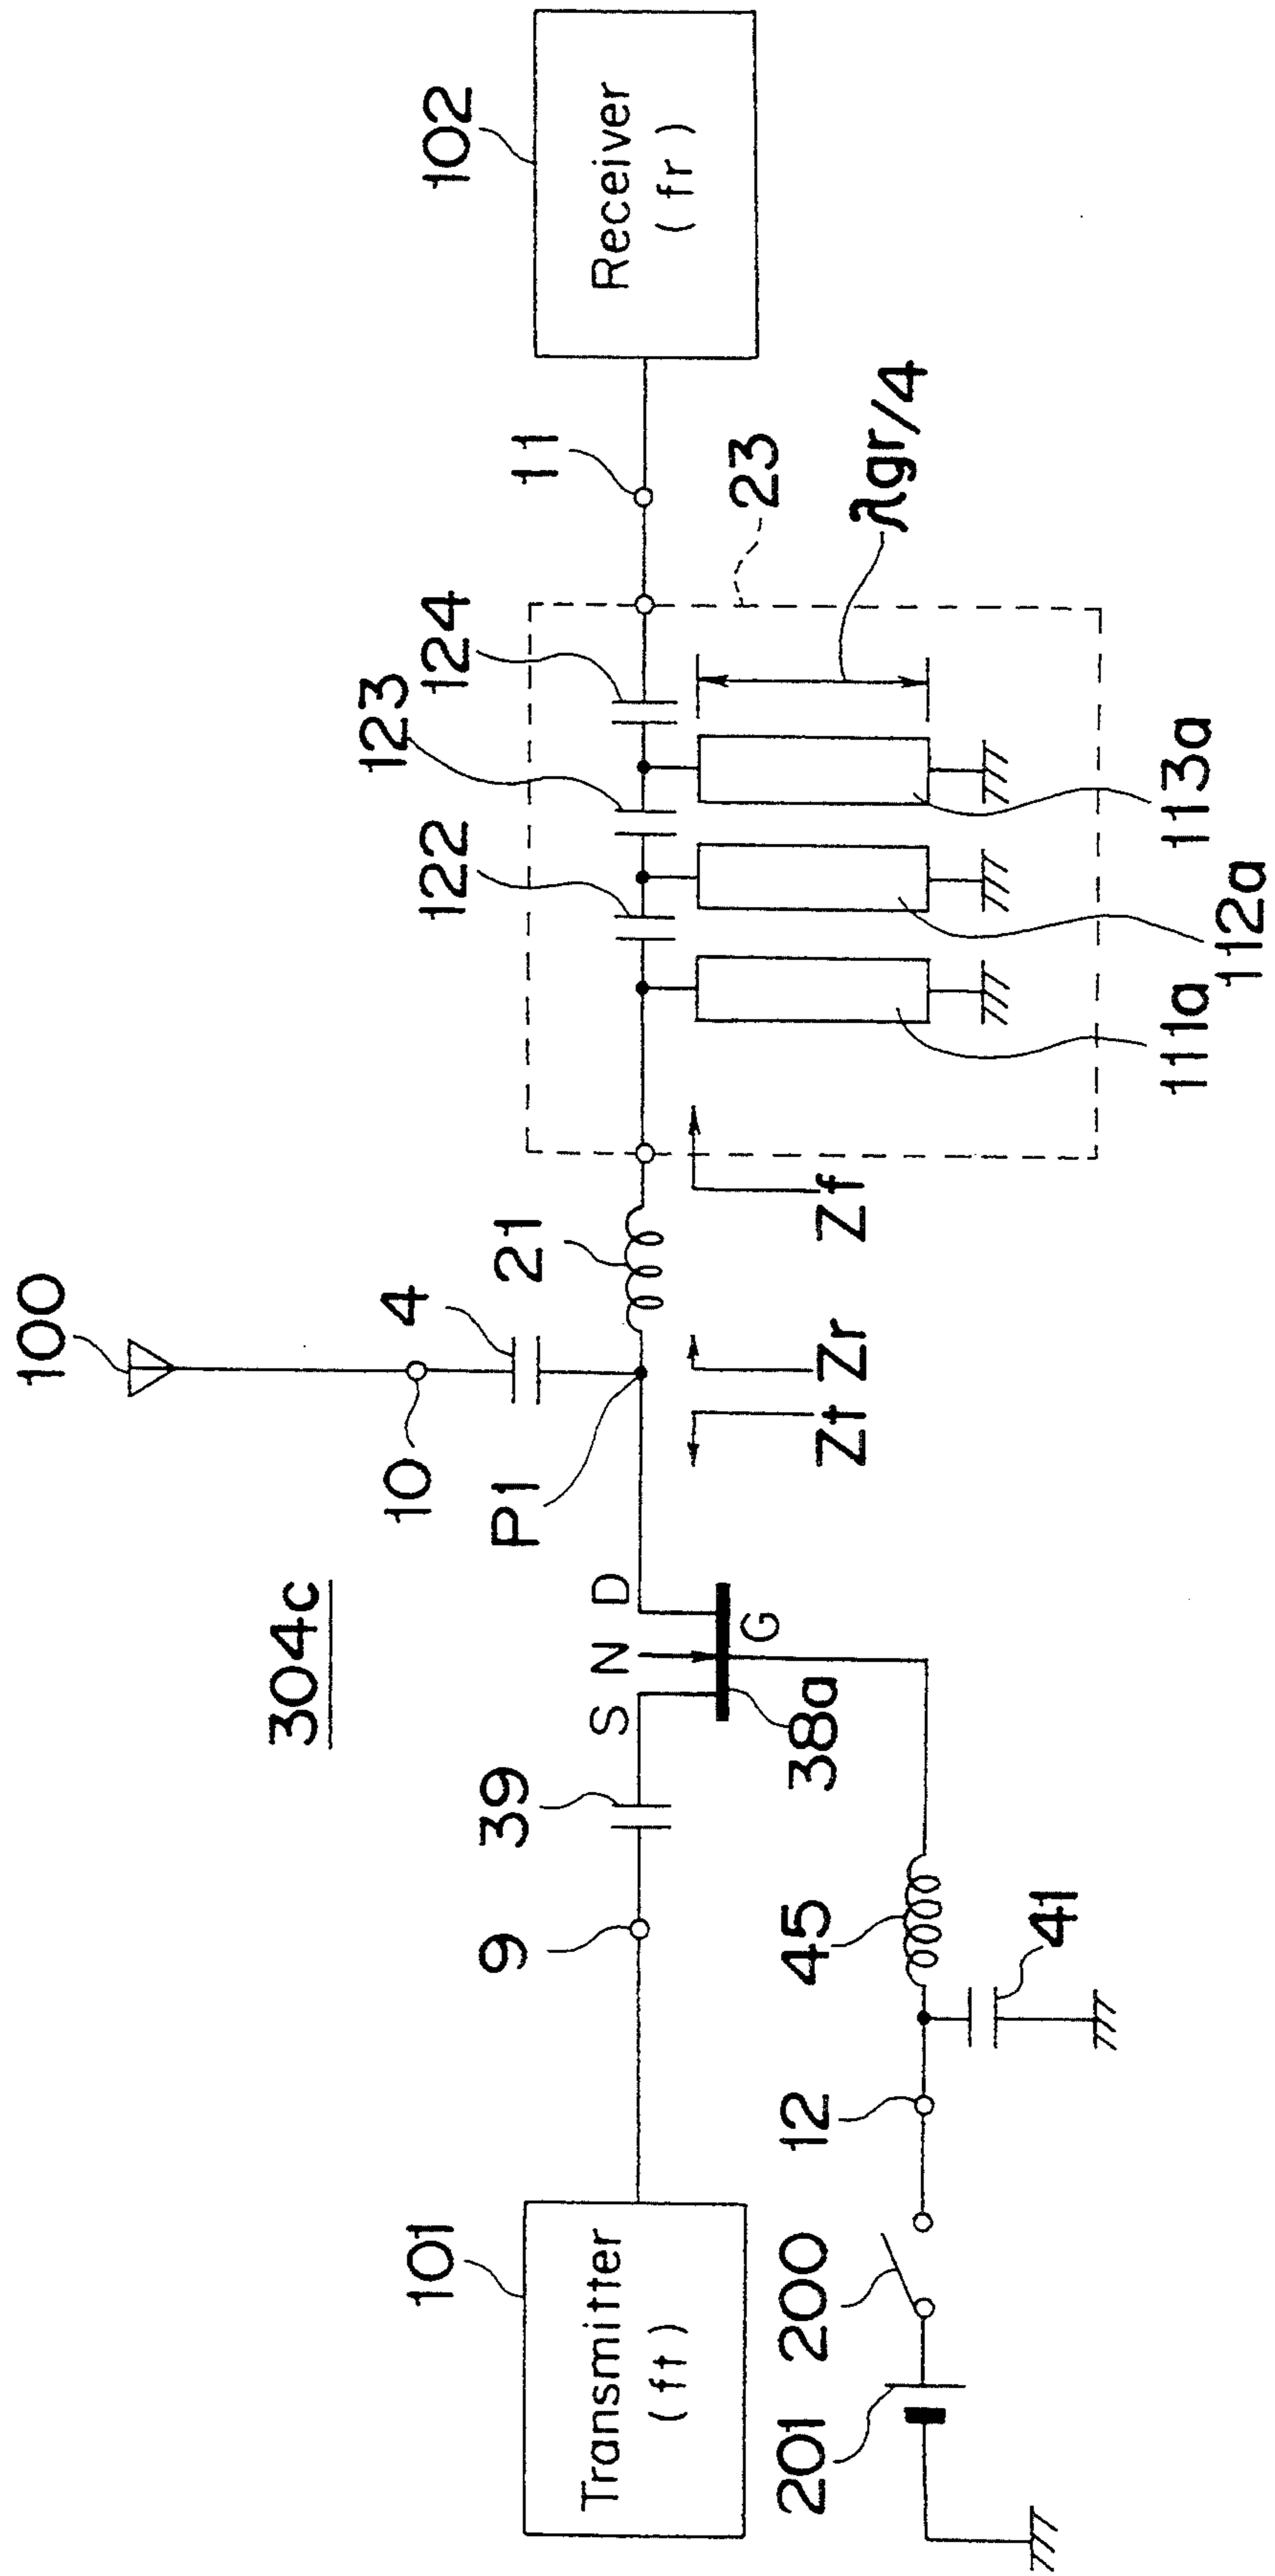 100
304c
10
4
P1
21
101
Transmitter
(ft)
9
39
S
N
D
G
38a
Zt
Zr
Zf
122
123
124
11
102
Receiver
(fr)
23
λgr/4
111a
112a
113a
201
200
12
45
41